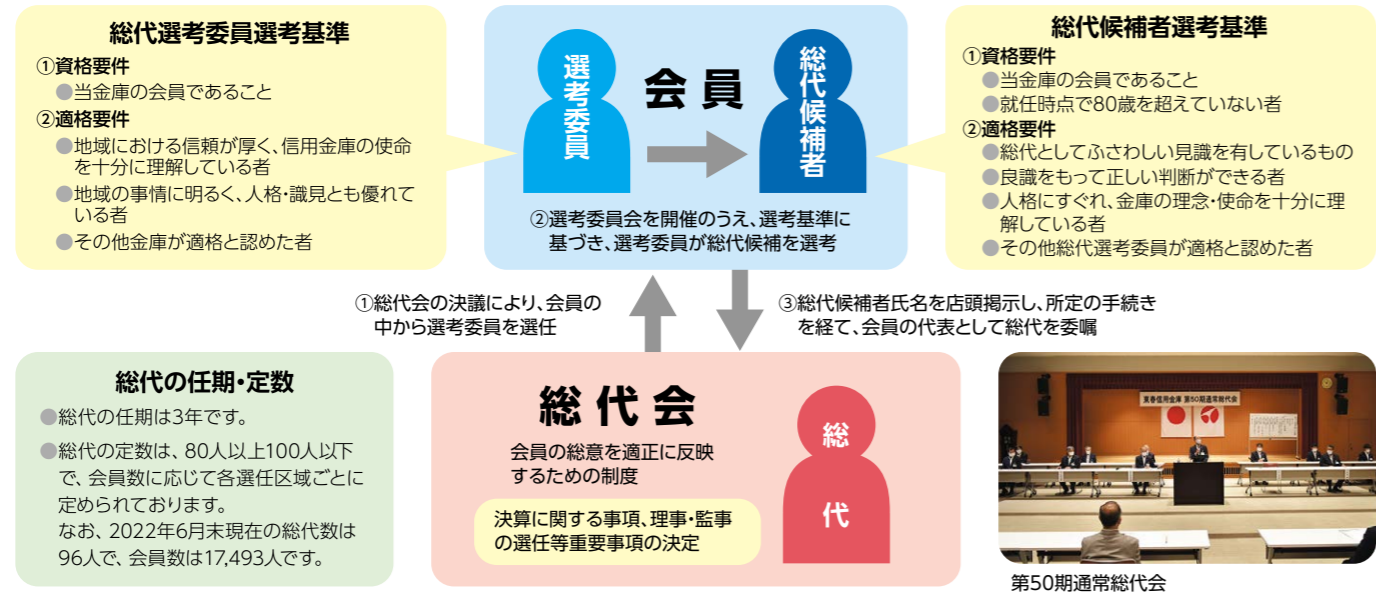 総代選考委員選考基準
①資格要件
●当金庫の会員であること
②適格要件
●地域における信頼が厚く、信用金庫の使命
を十分に理解している者
●地域の事情に明るく、人格・識見とも優れて
いる者
●その他金庫が適格と認めた者
選考委員
会員
総代候補者
②選考委員会を開催のうえ、選考基準に
基づき、選考委員が総代候補を選考
総代候補者選考基準
①資格要件
●当金庫の会員であること
●就任時点で80歳を超えていない者
②適格要件
●総代としてふさわしい見識を有しているもの
●良識をもって正しい判断ができる者
●人格にすぐれ、金庫の理念・使命を十分に理
解している者
●その他総代選考委員が適格と認めた者
①総代会の決議により、会員の
中から選考委員を選任
③総代候補者氏名を店頭掲示し、所定の手続き
を経て、会員の代表として総代を委嘱
総代の任期・定数
●総代の任期は3年です。
●総代の定数は、80人以上100人以下
で、会員数に応じて各選任区域ごとに
定められております。
なお、2022年6月末現在の総代数は
96人で、会員数は17,493人です。
総代会
会員の総意を適正に反映
するための制度
決算に関する事項、理事・監事
の選任等重要事項の決定
総代
東春信用金庫 第50期通常総代会
第50期通常総代会